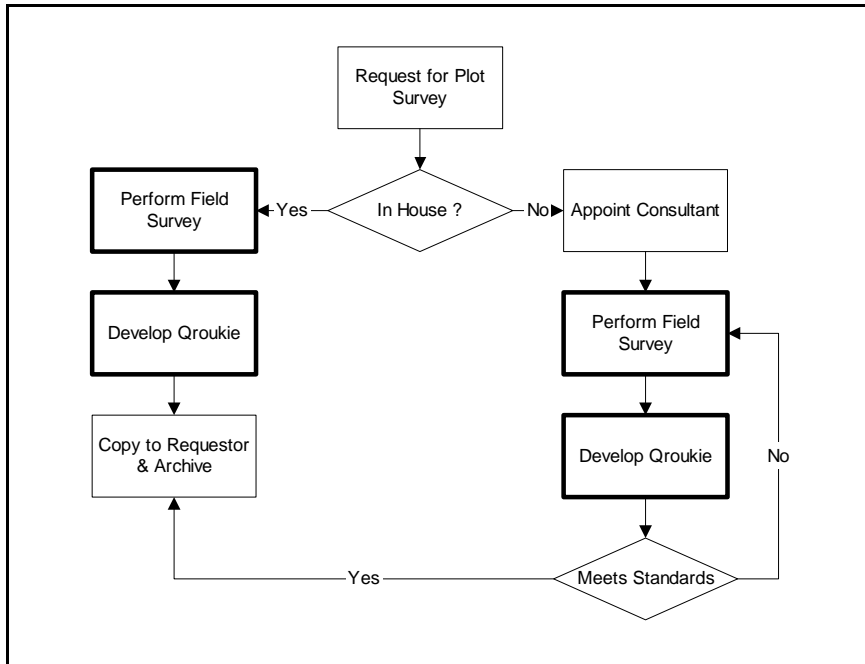 Request for Plot
Survey
In House ?
Yes
No
Perform Field
Survey
Appoint Consultant
Develop Qroukie
Perform Field
Survey
Copy to Requestor
& Archive
Develop Qroukie
No
Meets Standards
Yes